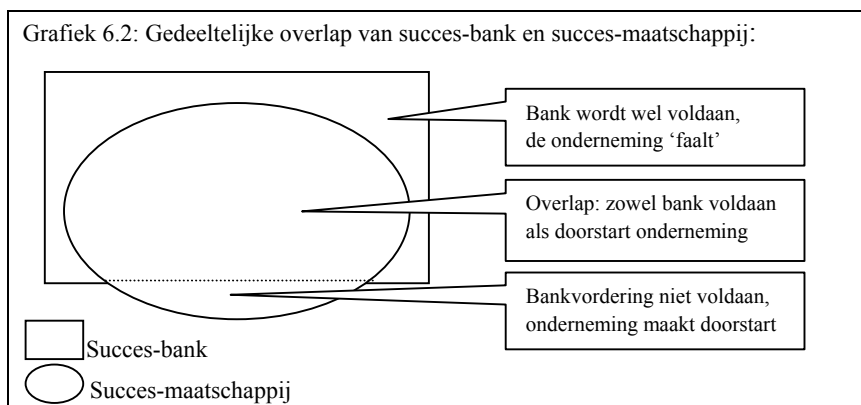 Grafiek 6.2: Gedeeltelijke overlap van succes-bank en succes-maatschappij:
Bank wordt wel voldaan,
de onderneming ‘faalt’
Overlap: zowel bank voldaan
als doorstart onderneming
Bankvordering niet voldaan,
onderneming maakt doorstart
Succes-bank
Succes-maatschappij